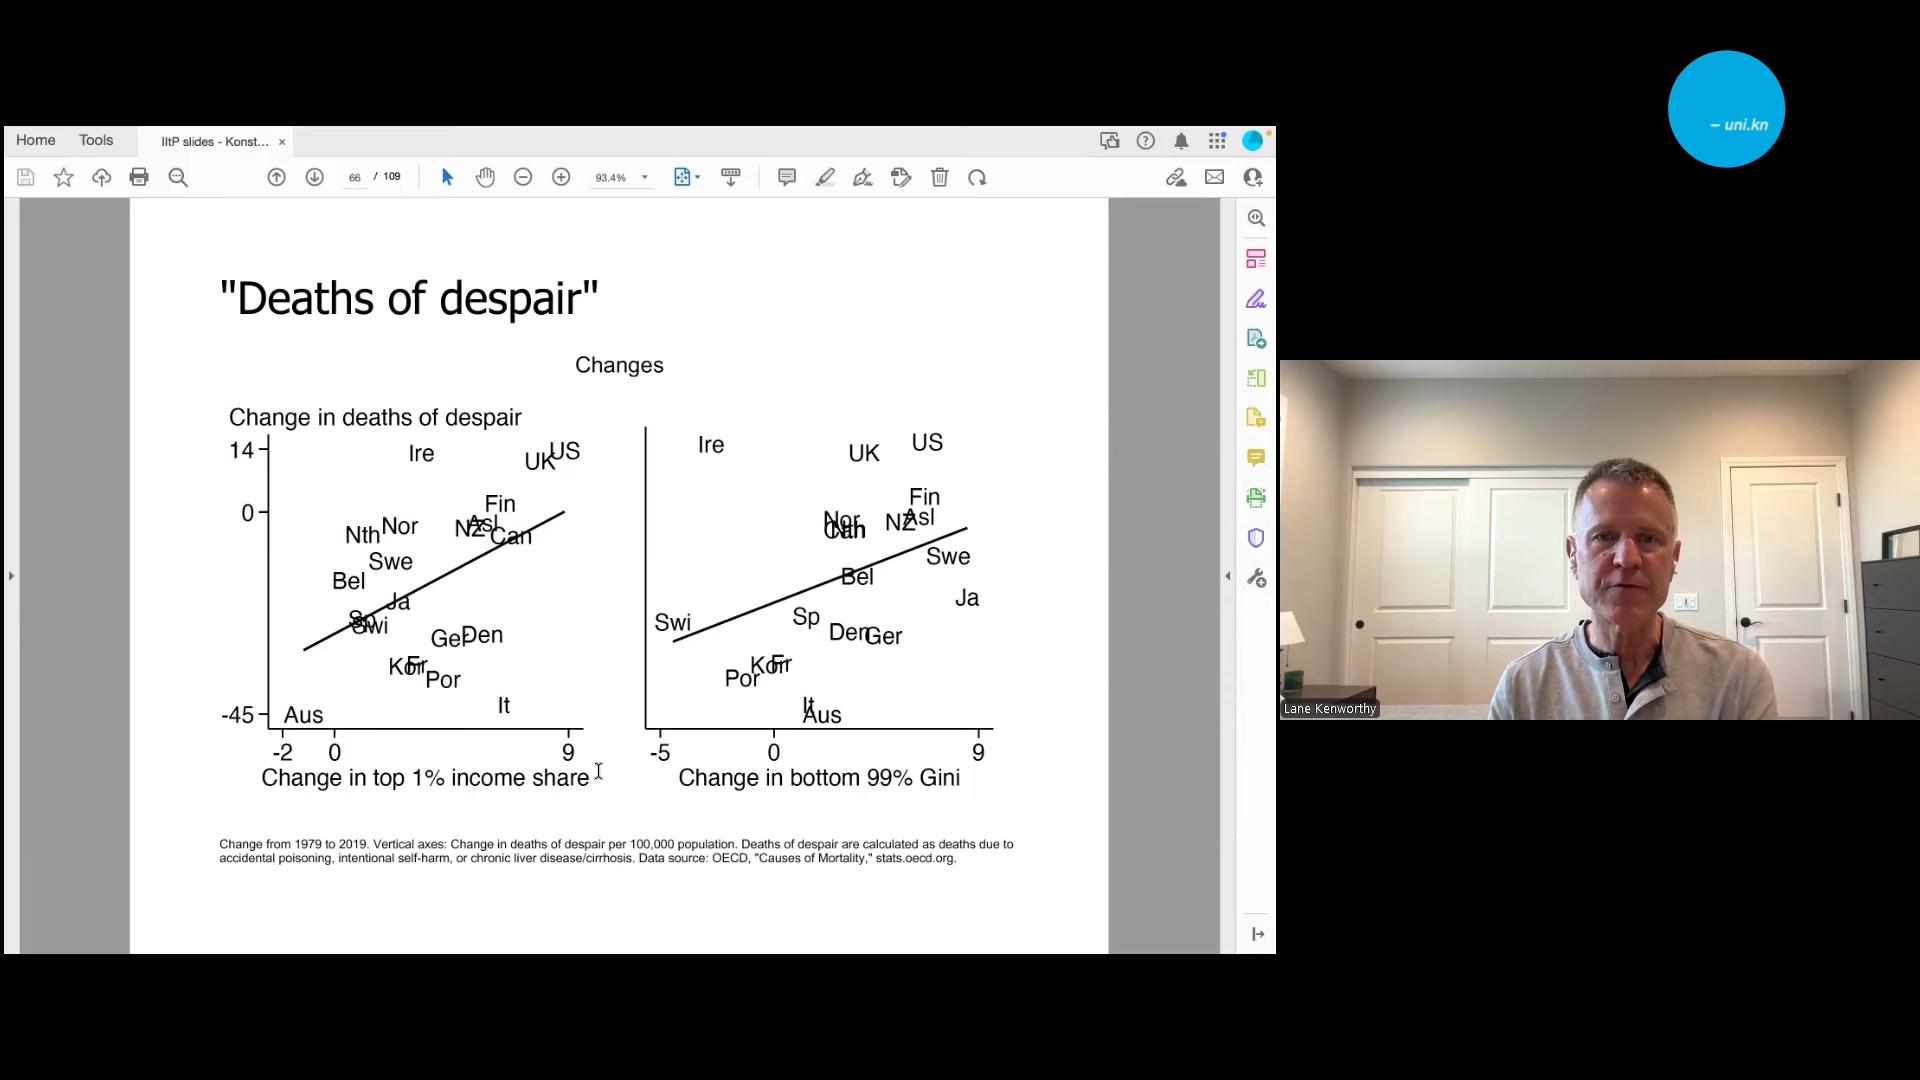 – uni.kn
Home Tools IItP slides - Konst... ×
66 / 109 93.4%
"Deaths of despair"
Changes
Change in deaths of despair
14
0
-45
Ire
UK
US
Fin
Asl
NZ
Can
Nor
Nth
Swe
Bel
Ja
Sp
Swi
Ger
Den
Kor
Fr
Por
It
Aus
-2 0 9
Change in top 1% income share
Ire
UK
US
Fin
Asl
NZ
Nor
Can
Nth
Swe
Bel
Ja
Swi
Sp
Den
Ger
Kor
Fr
Por
It
Aus
-5 0 9
Change in bottom 99% Gini
Change from 1979 to 2019. Vertical axes: Change in deaths of despair per 100,000 population. Deaths of despair are calculated as deaths due to
accidental poisoning, intentional self-harm, or chronic liver disease/cirrhosis. Data source: OECD, "Causes of Mortality," stats.oecd.org.
Lane Kenworthy